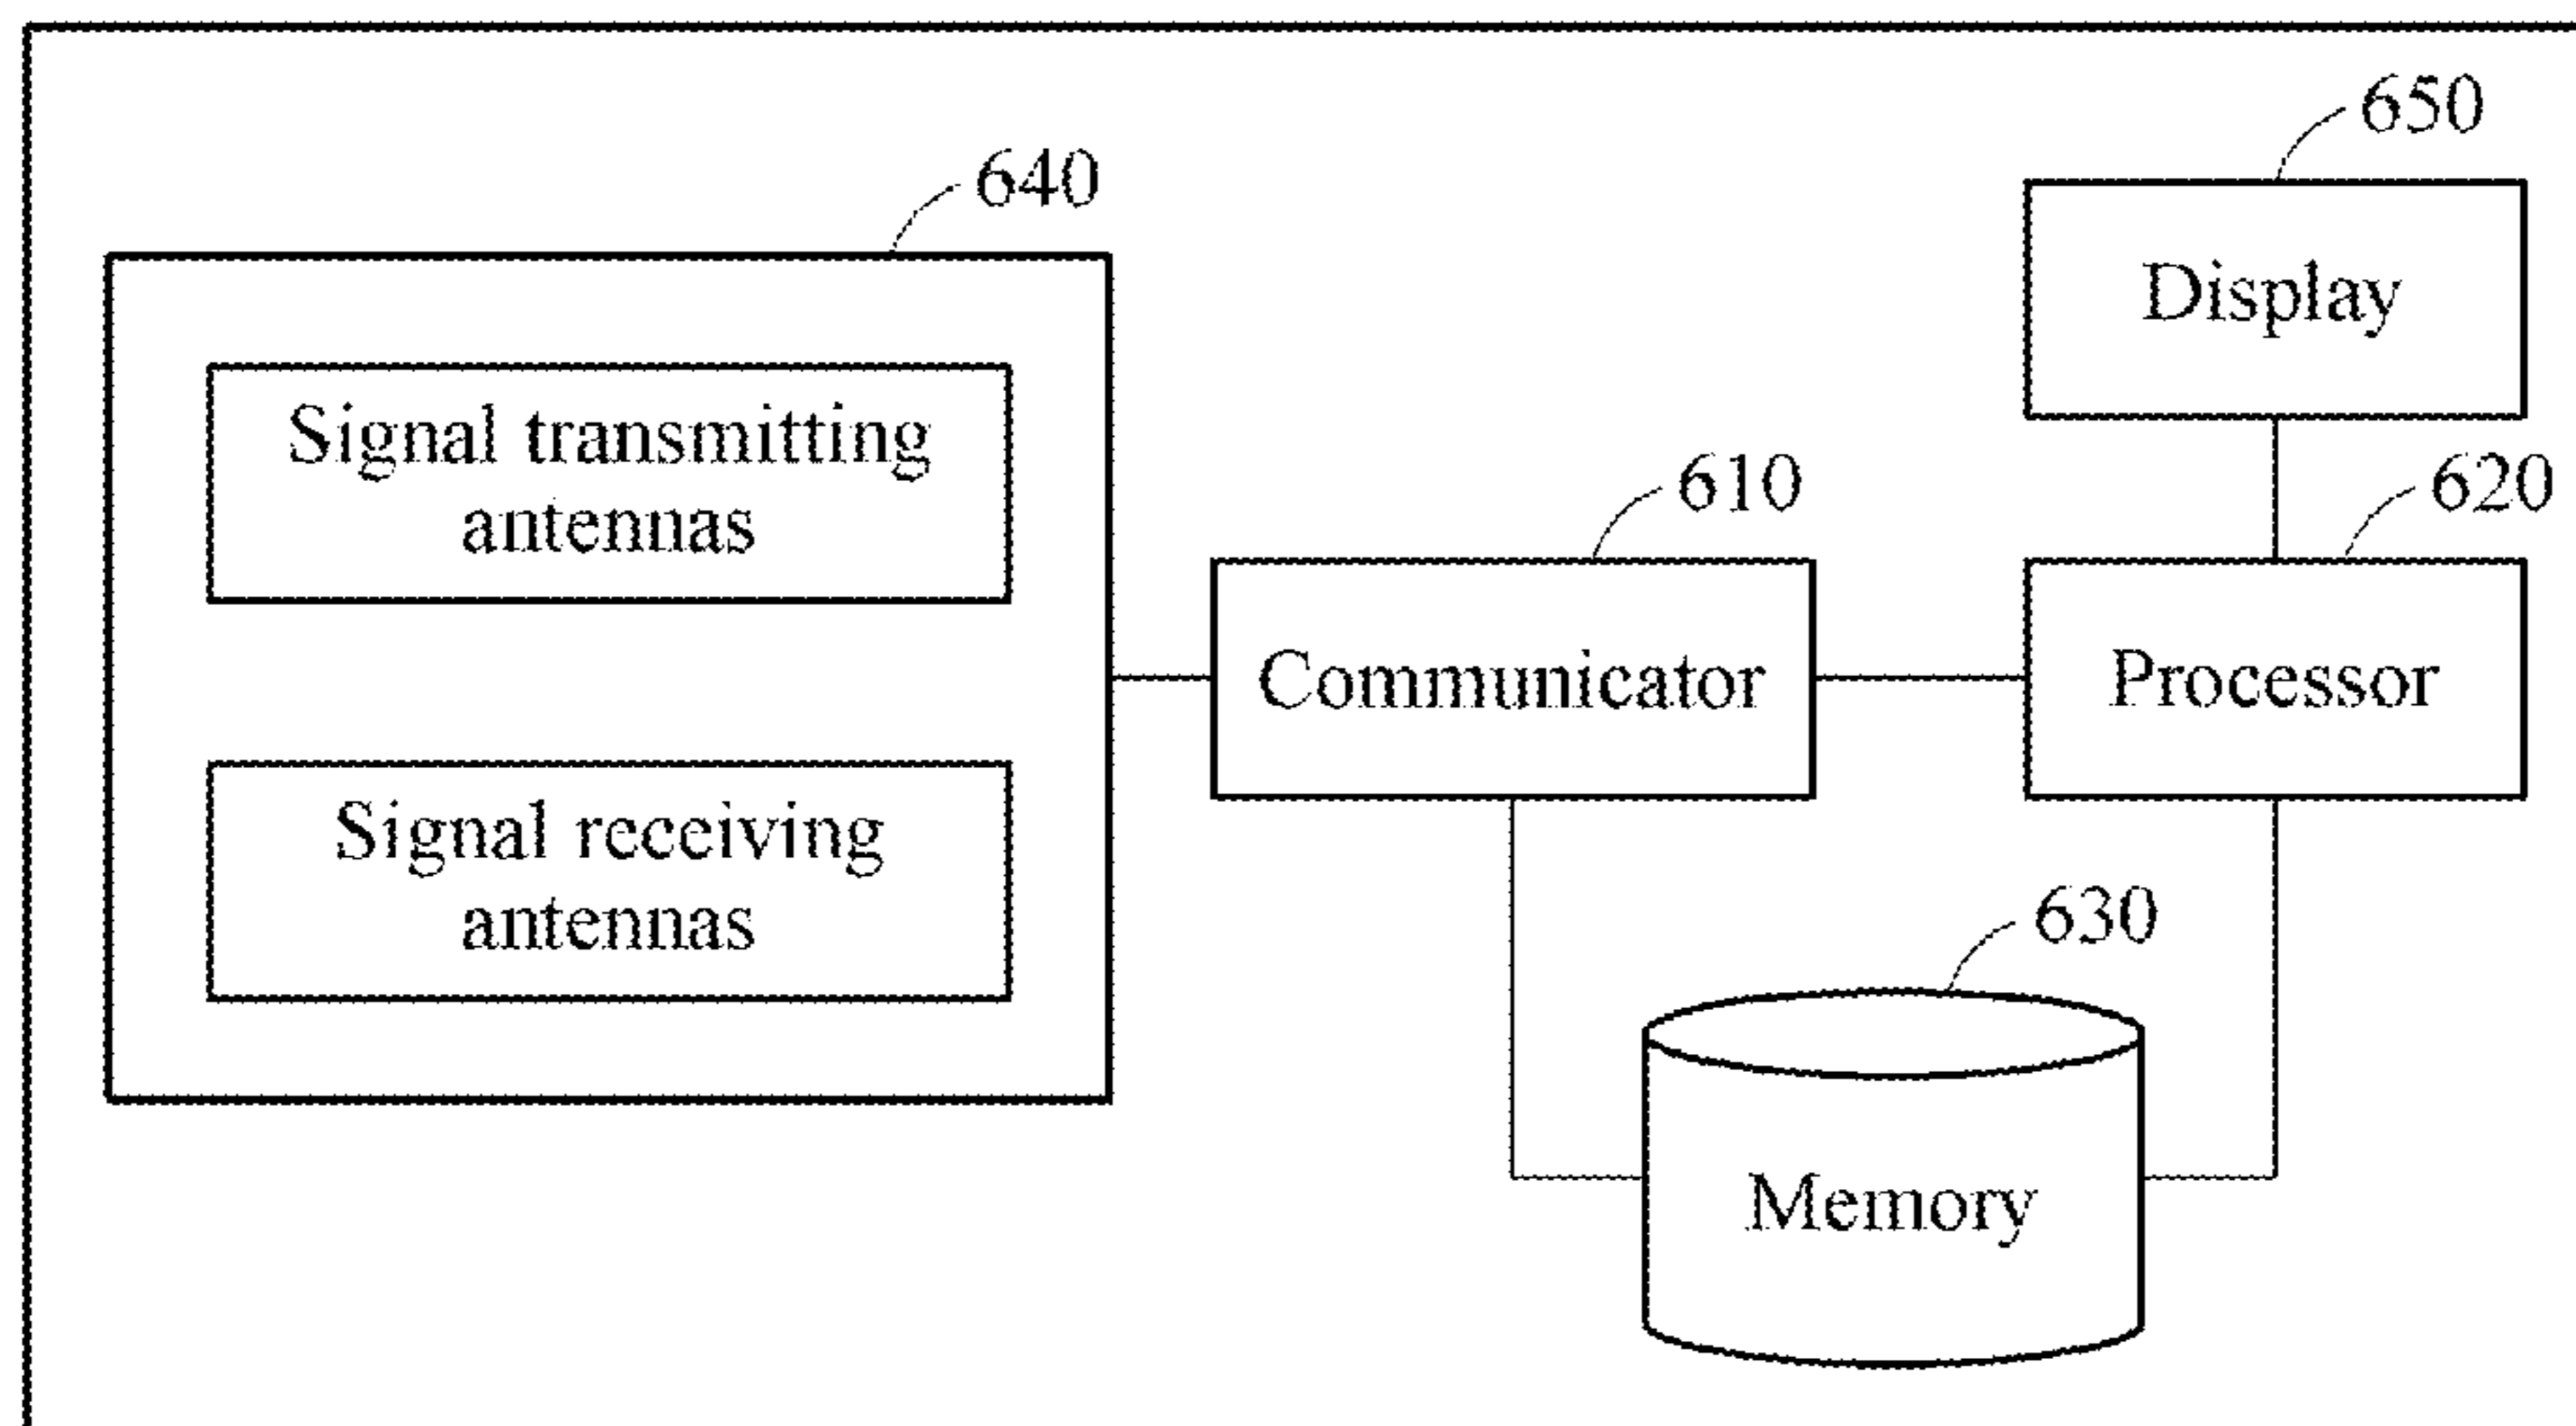 650
640
Display
Signal transmitting
antennas
610
620
Communicator
Processor
Signal receiving
antennas
630
Memory